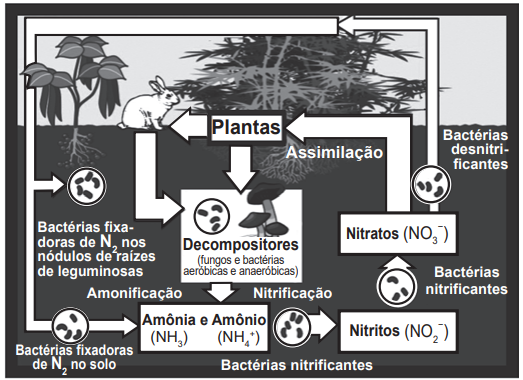 Plantas
Assimilação
Bactérias
desnitri-
ficantes
Bactérias fixa-
doras de N2 nos
nódulos de raízes
de leguminosas
Decompositores
(fungos e bactérias
aeróbicas e anaeróbicas)
Nitratos (NO3⁻)
Bactérias
nitrificantes
Amonificação
Nitrificação
Amônia e Amônio
(NH3) (NH4⁺)
Nitritos (NO2⁻)
Bactérias fixadoras
de N2 no solo
Bactérias nitrificantes